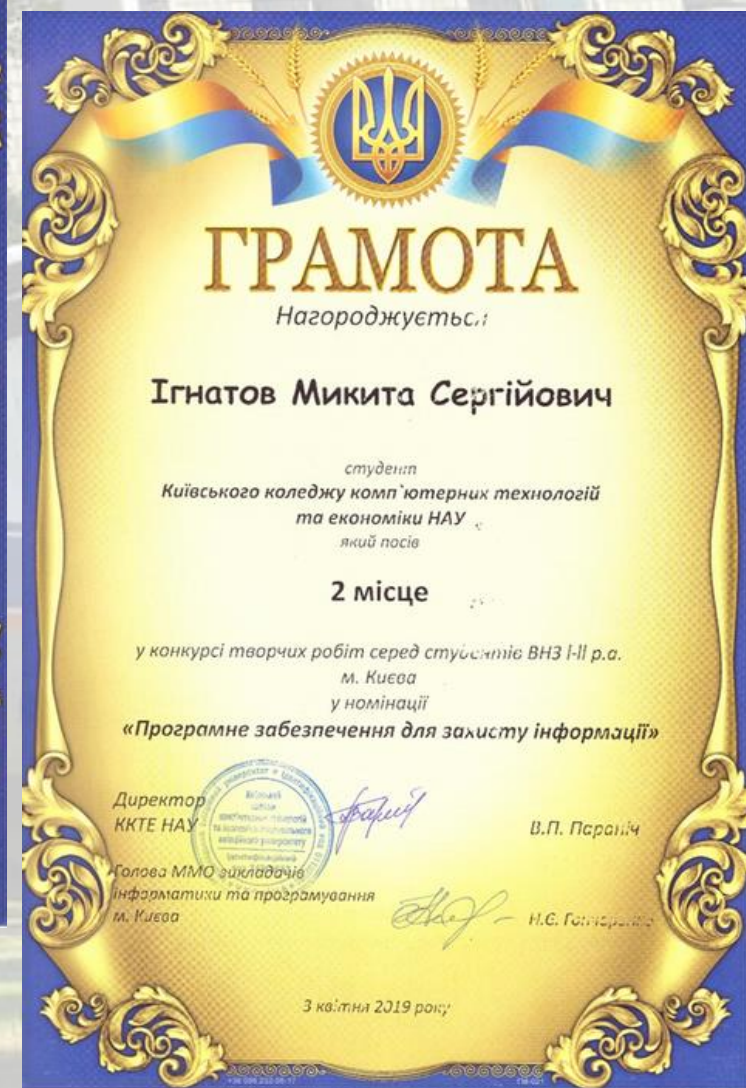 ГРАМОТА
Нагороджується
Ігнатов Микита Сергійович
студент
Київського коледжу комп`ютерних технологій
та економіки НАУ
який посів
2 місце
у конкурсі творчих робіт серед студентів ВНЗ І-ІІ р.а.
м. Києва
у номінації
«Програмне забезпечення для захисту інформації»
Директор
ККТЕ НАУ
В.П. Параніч
Голова ММО викладачів
інформатики та програмування
м. Києва
Н.Є. Гончаренко
3 квітня 2019 року